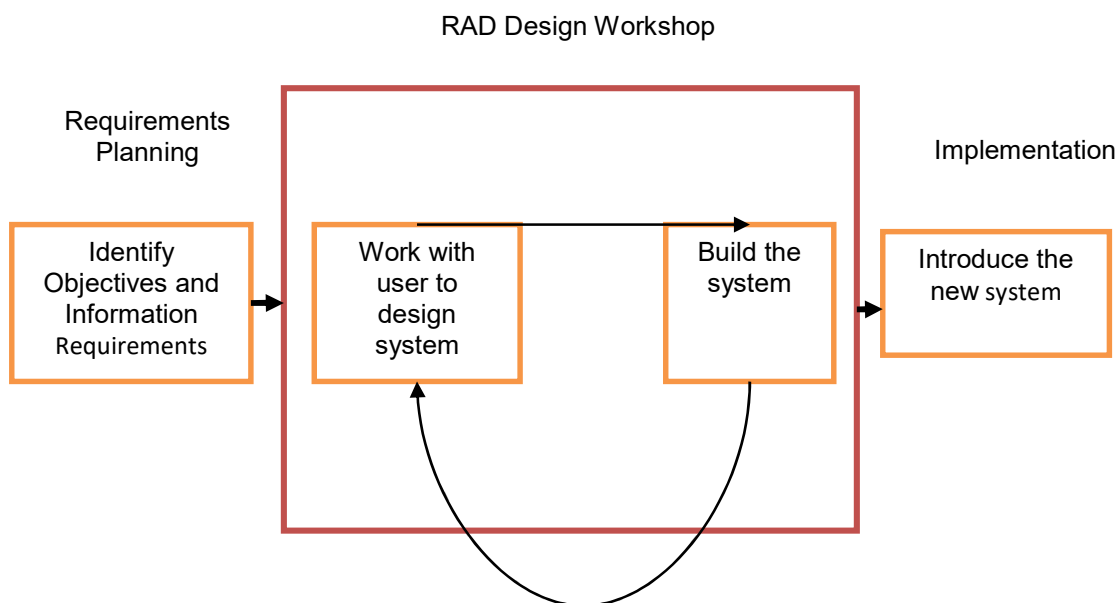 RAD Design Workshop
Requirements
Planning
Implementation
Identify
Objectives and
Information
Requirements
Work with
user to
design
system
Build the
system
Introduce the
new system